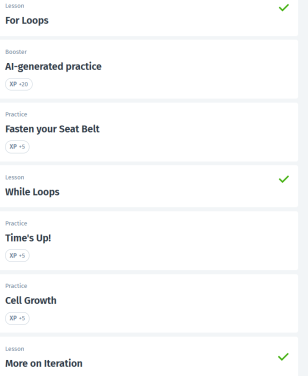 Lesson
For Loops
Booster
AI-generated practice
XP +20
Practice
Fasten your Seat Belt
XP +5
Lesson
While Loops
Practice
Time's Up!
XP +5
Practice
Cell Growth
XP +5
Lesson
More on Iteration